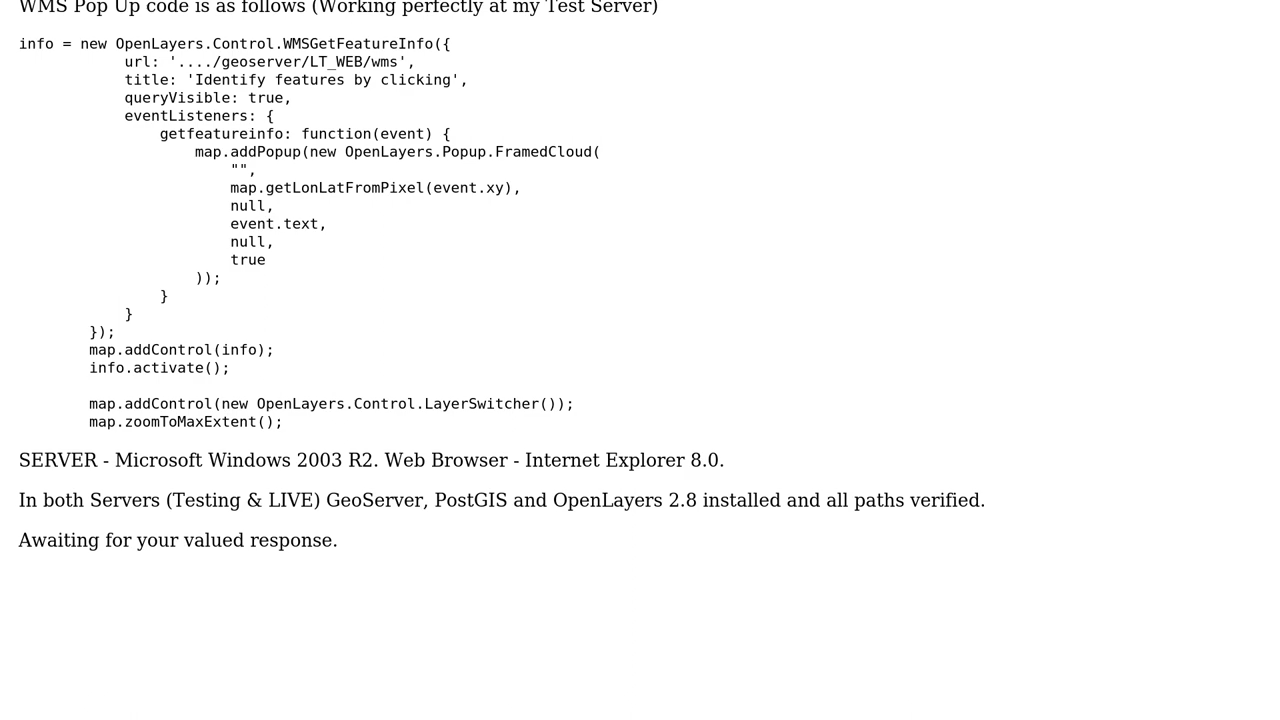 WMS Pop Up code is as follows (Working perfectly at my Test Server)
info = new OpenLayers.Control.WMSGetFeatureInfo({
            url: '..../geoserver/LT_WEB/wms',
            title: 'Identify features by clicking',
            queryVisible: true,
            eventListeners: {
                getfeatureinfo: function(event) {
                    map.addPopup(new OpenLayers.Popup.FramedCloud(
                        "",
                        map.getLonLatFromPixel(event.xy),
                        null,
                        event.text,
                        null,
                        true
                    ));
                }
            }
        });
        map.addControl(info);
        info.activate();

        map.addControl(new OpenLayers.Control.LayerSwitcher());
        map.zoomToMaxExtent();
SERVER - Microsoft Windows 2003 R2. Web Browser - Internet Explorer 8.0.
In both Servers (Testing & LIVE) GeoServer, PostGIS and OpenLayers 2.8 installed and all paths verified.
Awaiting for your valued response.